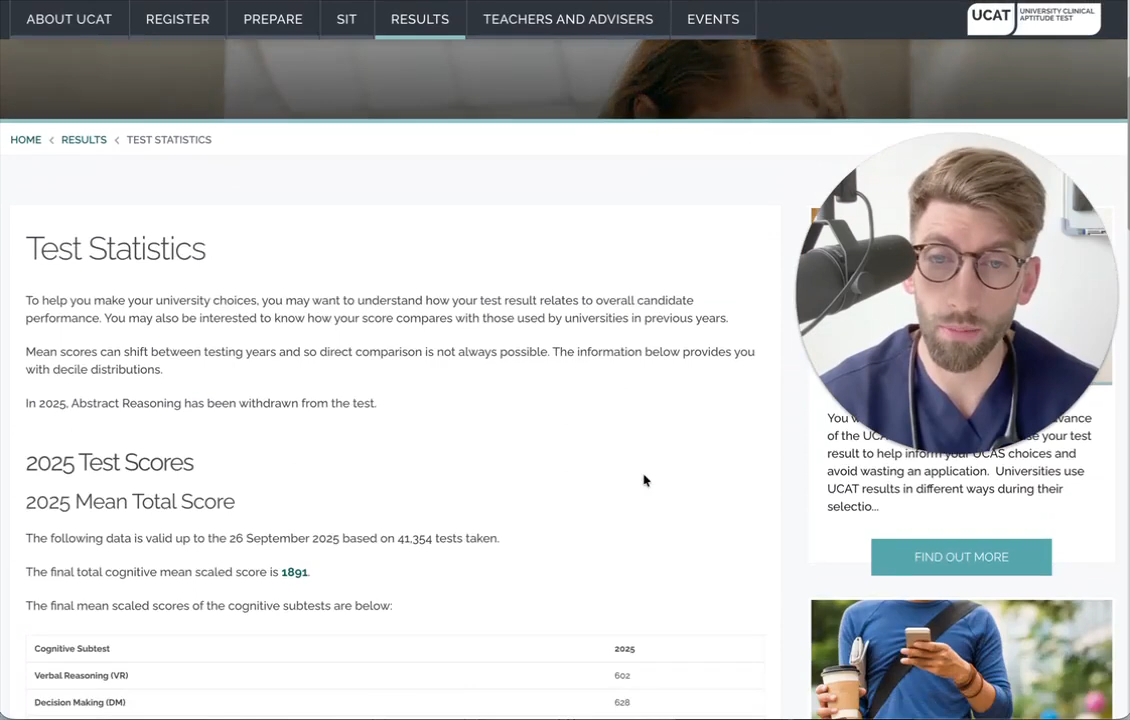 ABOUT UCAT REGISTER PREPARE SIT RESULTS TEACHERS AND ADVISERS EVENTS
UCAT UNIVERSITY CLINICAL
APTITUDE TEST
HOME < RESULTS < TEST STATISTICS
Test Statistics
To help you make your university choices, you may want to understand how your test result relates to overall candidate
performance. You may also be interested to know how your score compares with those used by universities in previous years.
Mean scores can shift between testing years and so direct comparison is not always possible. The information below provides you
with decile distributions.
In 2025, Abstract Reasoning has been withdrawn from the test.
2025 Test Scores
2025 Mean Total Score
The following data is valid up to the 26 September 2025 based on 41,354 tests taken.
The final total cognitive mean scaled score is 1891.
The final mean scaled scores of the cognitive subtests are below:
Cognitive Subtest 2025
Verbal Reasoning (VR) 602
Decision Making (DM) 628
You
of the your test
result to help inform your UCAS choices and
avoid wasting an application. Universities use
UCAT results in different ways during their
selectio...
FIND OUT MORE